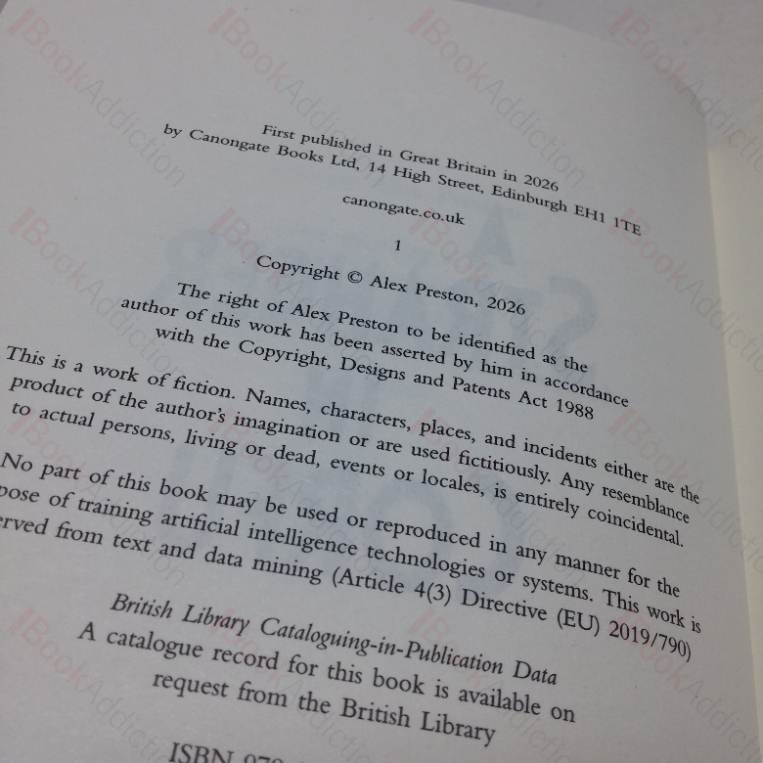 First published in Great Britain in 2026
by Canongate Books Ltd, 14 High Street, Edinburgh EH1 1TE
canongate.co.uk
1
Copyright © Alex Preston, 2026
The right of Alex Preston to be identified as the
author of this work has been asserted by him in accordance
with the Copyright, Designs and Patents Act 1988
This is a work of fiction. Names, characters, places, and incidents either are the
product of the author's imagination or are used fictitiously. Any resemblance
to actual persons, living or dead, events or locales, is entirely coincidental.
No part of this book may be used or reproduced in any manner for the
pose of training artificial intelligence technologies or systems. This work is
erved from text and data mining (Article 4(3) Directive (EU) 2019/790)
British Library Cataloguing-in-Publication Data
A catalogue record for this book is available on
request from the British Library
ISBN
BookAddiction